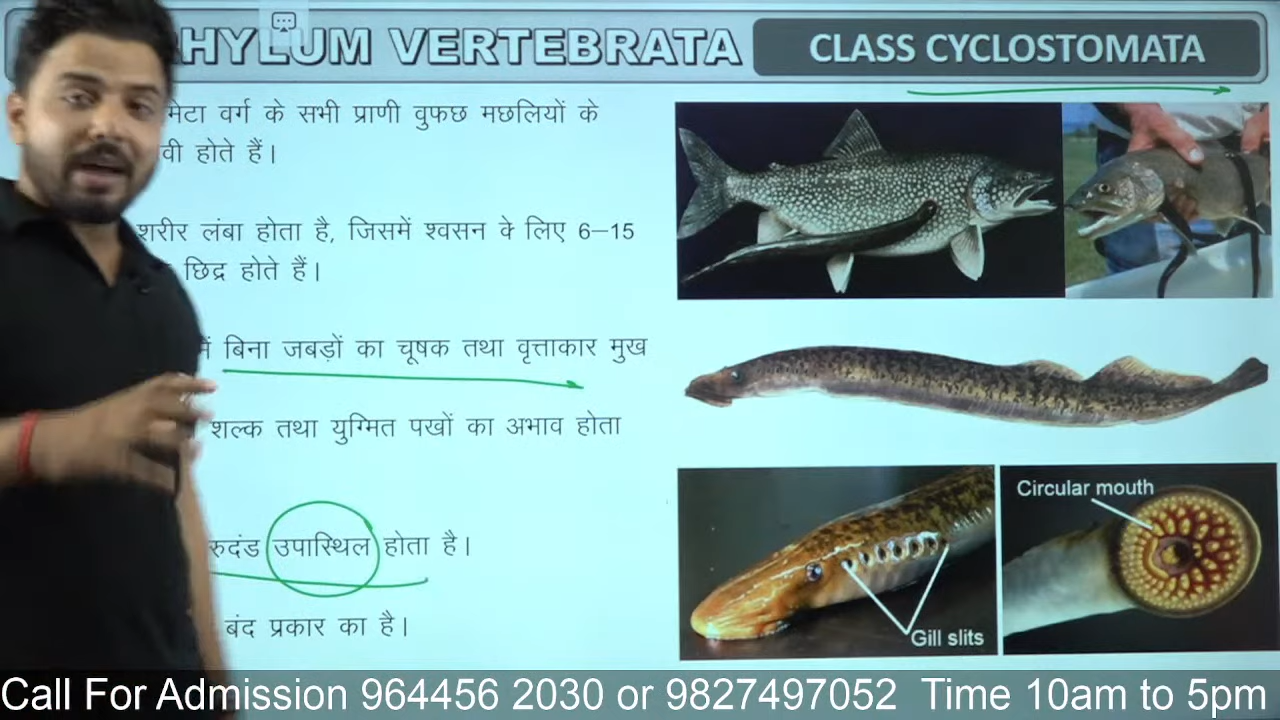 HYLUM VERTEBRATA
CLASS CYCLOSTOMATA
मेटा वर्ग के सभी प्राणी वुफछ मछलियों के
वी होते हैं।
शरीर लंबा होता है, जिसमें श्वसन के लिए 6–15
छिद्र होते हैं।
में बिना जबड़ों का चूषक तथा वृत्ताकार मुख
शल्क तथा युग्मित पखों का अभाव होता
रुदंड उपास्थिल होता है।
बंद प्रकार का है।
Circular mouth
Gill slits
Call For Admission 964456 2030 or 9827497052 Time 10am to 5pm